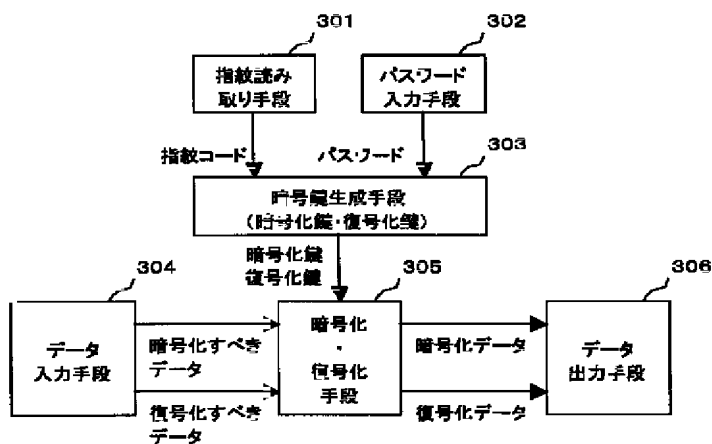 301
302
指紋読み
取り手段
パスワード
入力手段
指紋コード
パスワード
303
暗号鍵生成手段
（暗号化鍵・復号化鍵）
暗号化鍵
復号化鍵
304
305
306
データ
入力手段
暗号化すべき
データ
復号化すべき
データ
暗号化
・
復号化
手段
暗号化データ
復号化データ
データ
出力手段